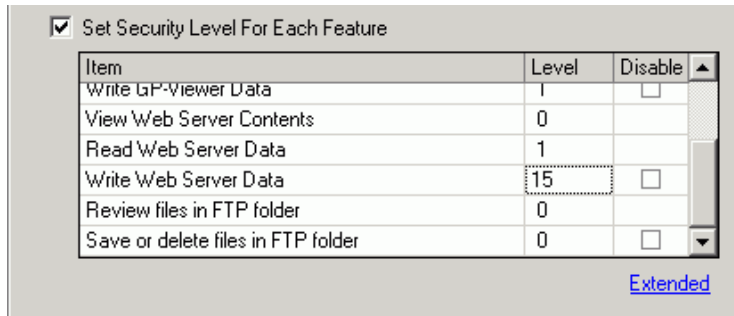 Set Security Level For Each Feature
Item Level Disable
Write GP-Viewer Data 1
View Web Server Contents 0
Read Web Server Data 1
Write Web Server Data 15
Review files in FTP folder 0
Save or delete files in FTP folder 0
Extended